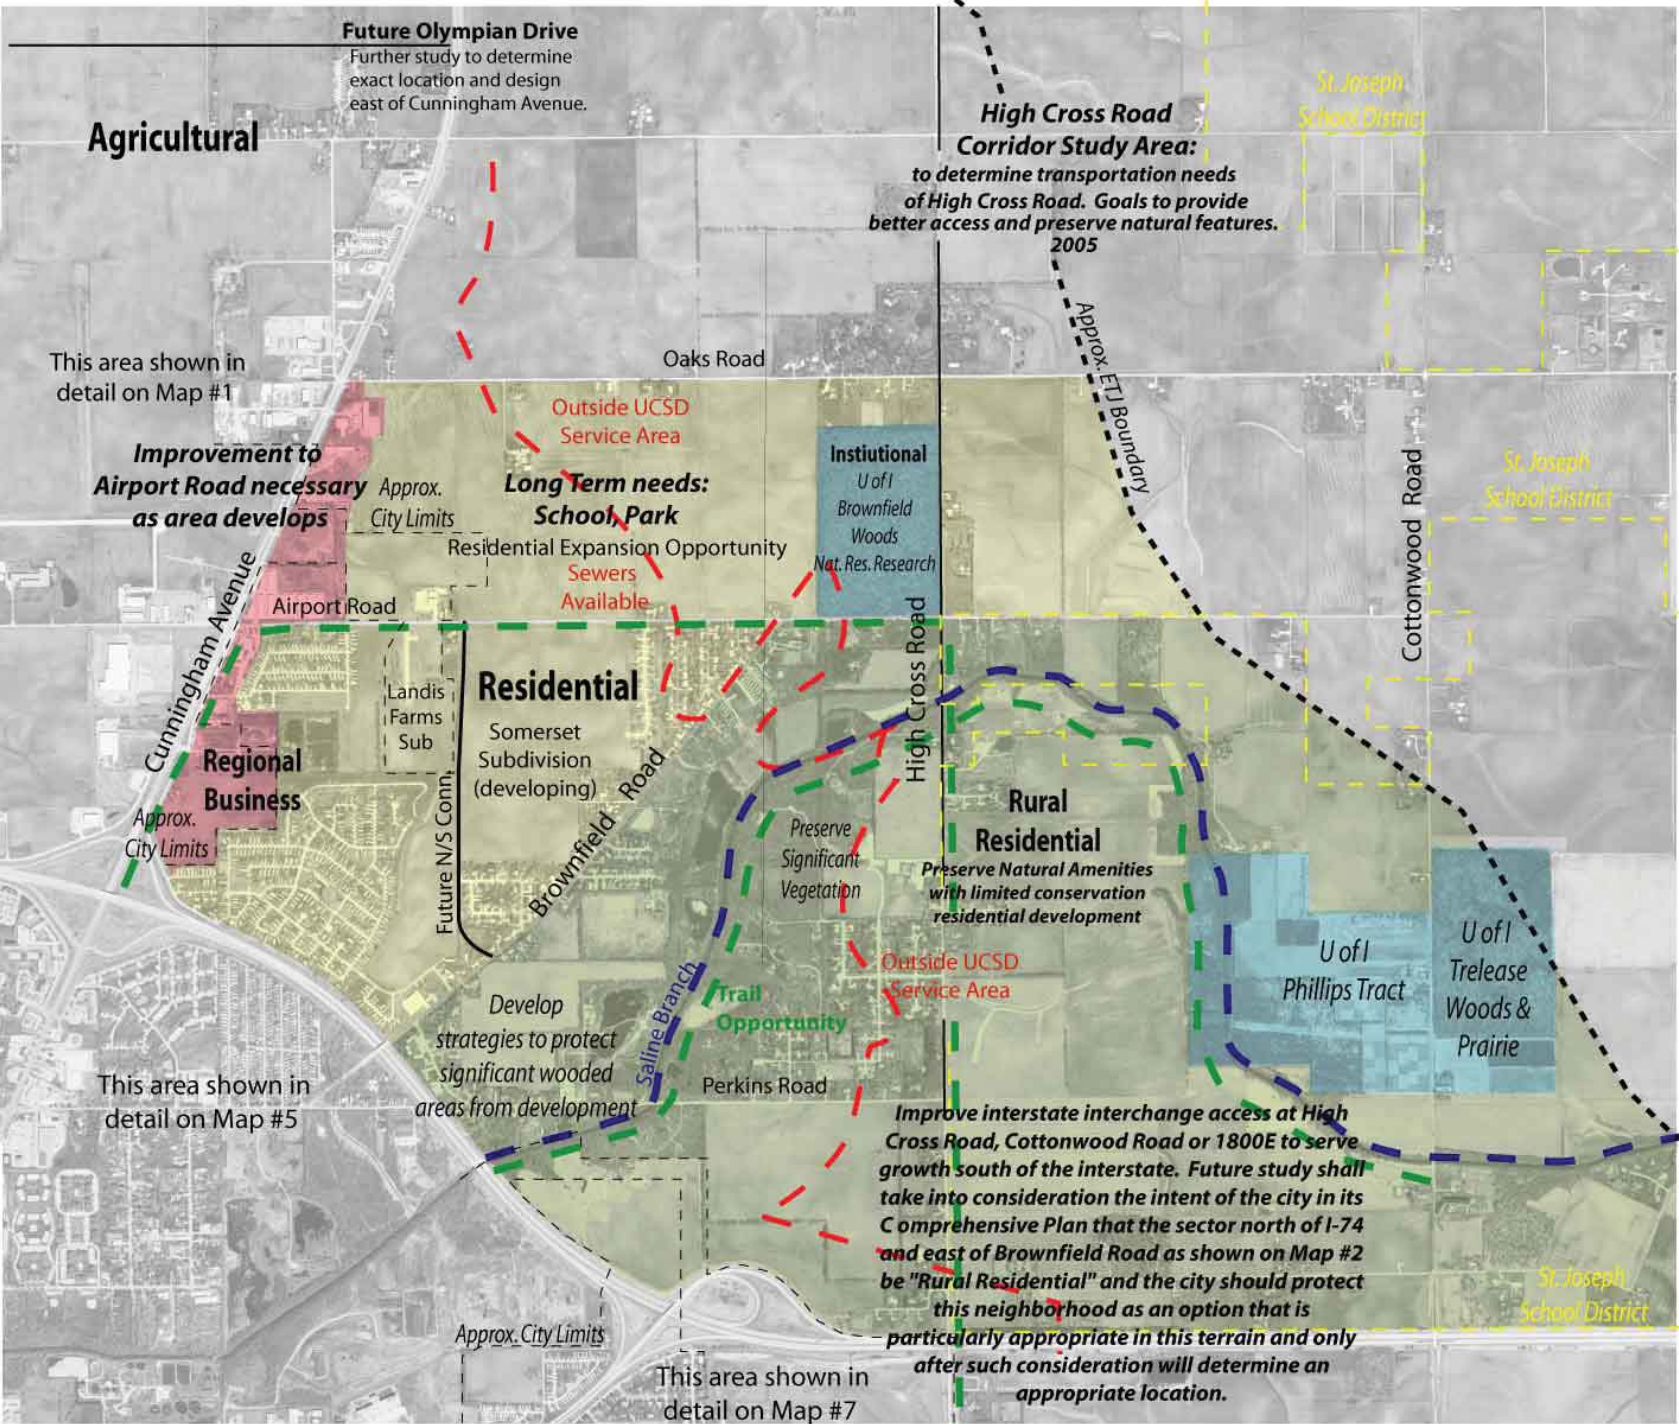 Future Olympian Drive
Further study to determine
exact location and design
east of Cunningham Avenue.
Agricultural
High Cross Road
Corridor Study Area:
to determine transportation needs
of High Cross Road. Goals to provide
better access and preserve natural features.
2005
St. Joseph
School District
This area shown in
detail on Map #1
Oaks Road
Approx. ETJ Boundary
Improvement to
Airport Road necessary
as area develops
Approx.
City Limits
Outside UCSD
Service Area
Long Term needs:
School, Park
Residential Expansion Opportunity
Sewers
Available
Instiutional
U of I
Brownfield
Woods
Nat. Res. Research
Cottonwood Road
St. Joseph
School District
Cunningham Avenue
Airport Road
High Cross Road
Landis
Farms
Sub
Residential
Somerset
Subdivision
(developing)
Regional
Business
Approx.
City Limits
Future N/S Conn.
Brownfield Road
Preserve
Significant
Vegetation
Rural
Residential
Preserve Natural Amenities
with limited conservation
residential development
Outside UCSD
Service Area
U of I
Phillips Tract
U of I
Trelease
Woods &
Prairie
Develop
strategies to protect
significant wooded
areas from development
Saline Branch
Trail
Opportunity
Perkins Road
This area shown in
detail on Map #5
Improve interstate interchange access at High
Cross Road, Cottonwood Road or 1800E to serve
growth south of the interstate. Future study shall
take into consideration the intent of the city in its
C omprehensive Plan that the sector north of I-74
and east of Brownfield Road as shown on Map #2
be "Rural Residential" and the city should protect
this neighborhood as an option that is
particularly appropriate in this terrain and only
after such consideration will determine an
appropriate location.
St. Joseph
School District
Approx. City Limits
This area shown in
detail on Map #7